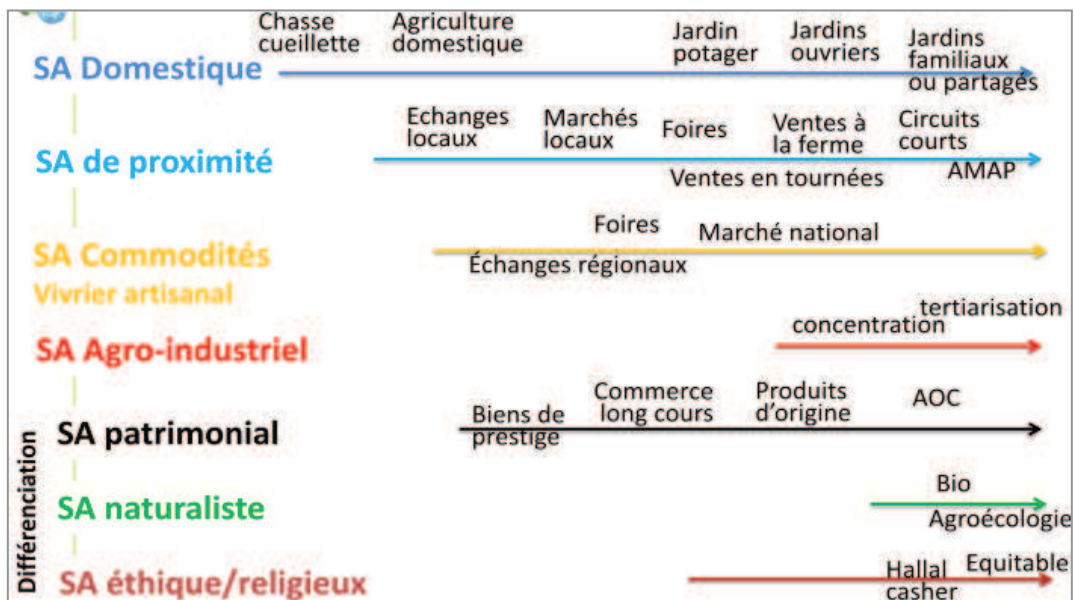 Chasse
cueillette
Agriculture
domestique
Jardin
potager
Jardins
ouvriers
Jardins
familiaux
ou partagés
SA Domestique
Echanges
locaux
Marchés
locaux
Foires
Ventes à
la ferme
Circuits
courts
SA de proximité
Ventes en tournées
AMAP
Foires
Marché national
SA Commodités
Échanges régionaux
Vivrier artisanal
tertiarisation
concentration
SA Agro-industriel
Biens de
prestige
Commerce
long cours
Produits
d'origine
AOC
SA patrimonial
Différenciation
Bio
SA naturaliste
Agroécologie
Hallal
casher
Equitable
SA éthique/religieux